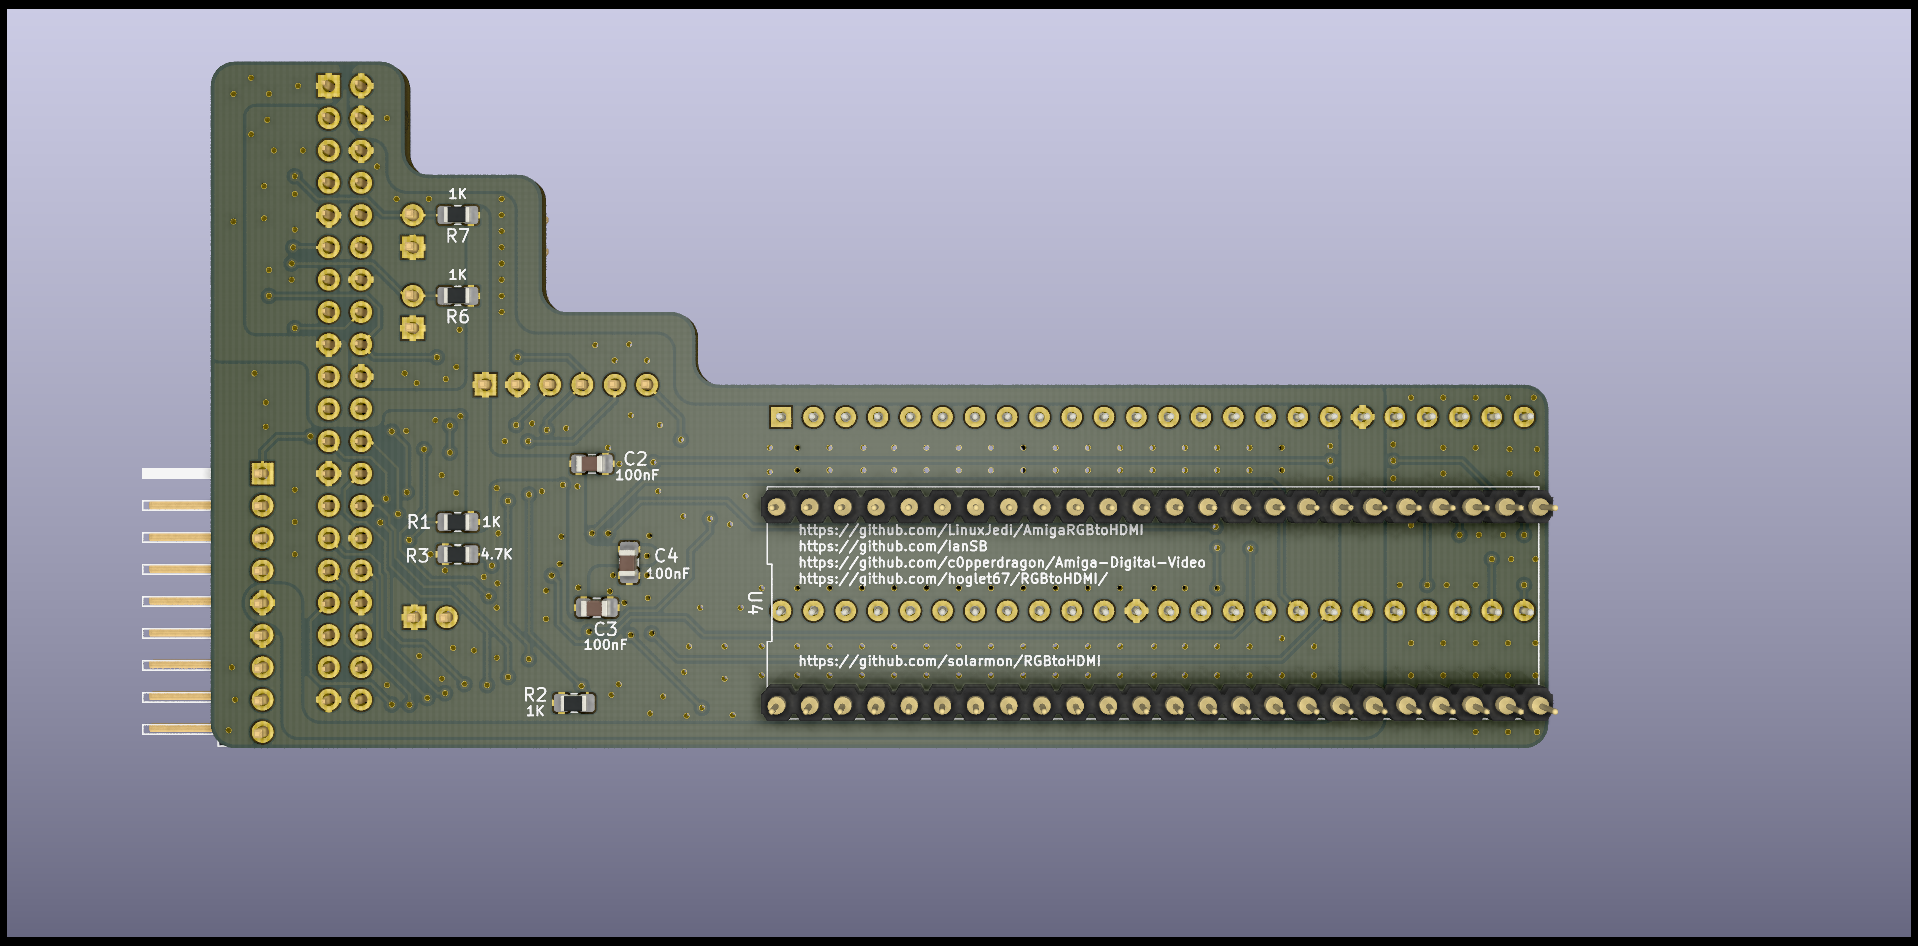 1K
R7
1K
R6
C2
100nF
R1 1K
R3 4.7K
C4
100nF
C3
100nF
R2
1K
U4
https://github.com/LinuxJedi/AmigaRGBtoHDMI
https://github.com/IanSB
https://github.com/c0pperdragon/Amiga-Digital-Video
https://github.com/hoglet67/RGBtoHDMI/
https://github.com/solarmon/RGBtoHDMI